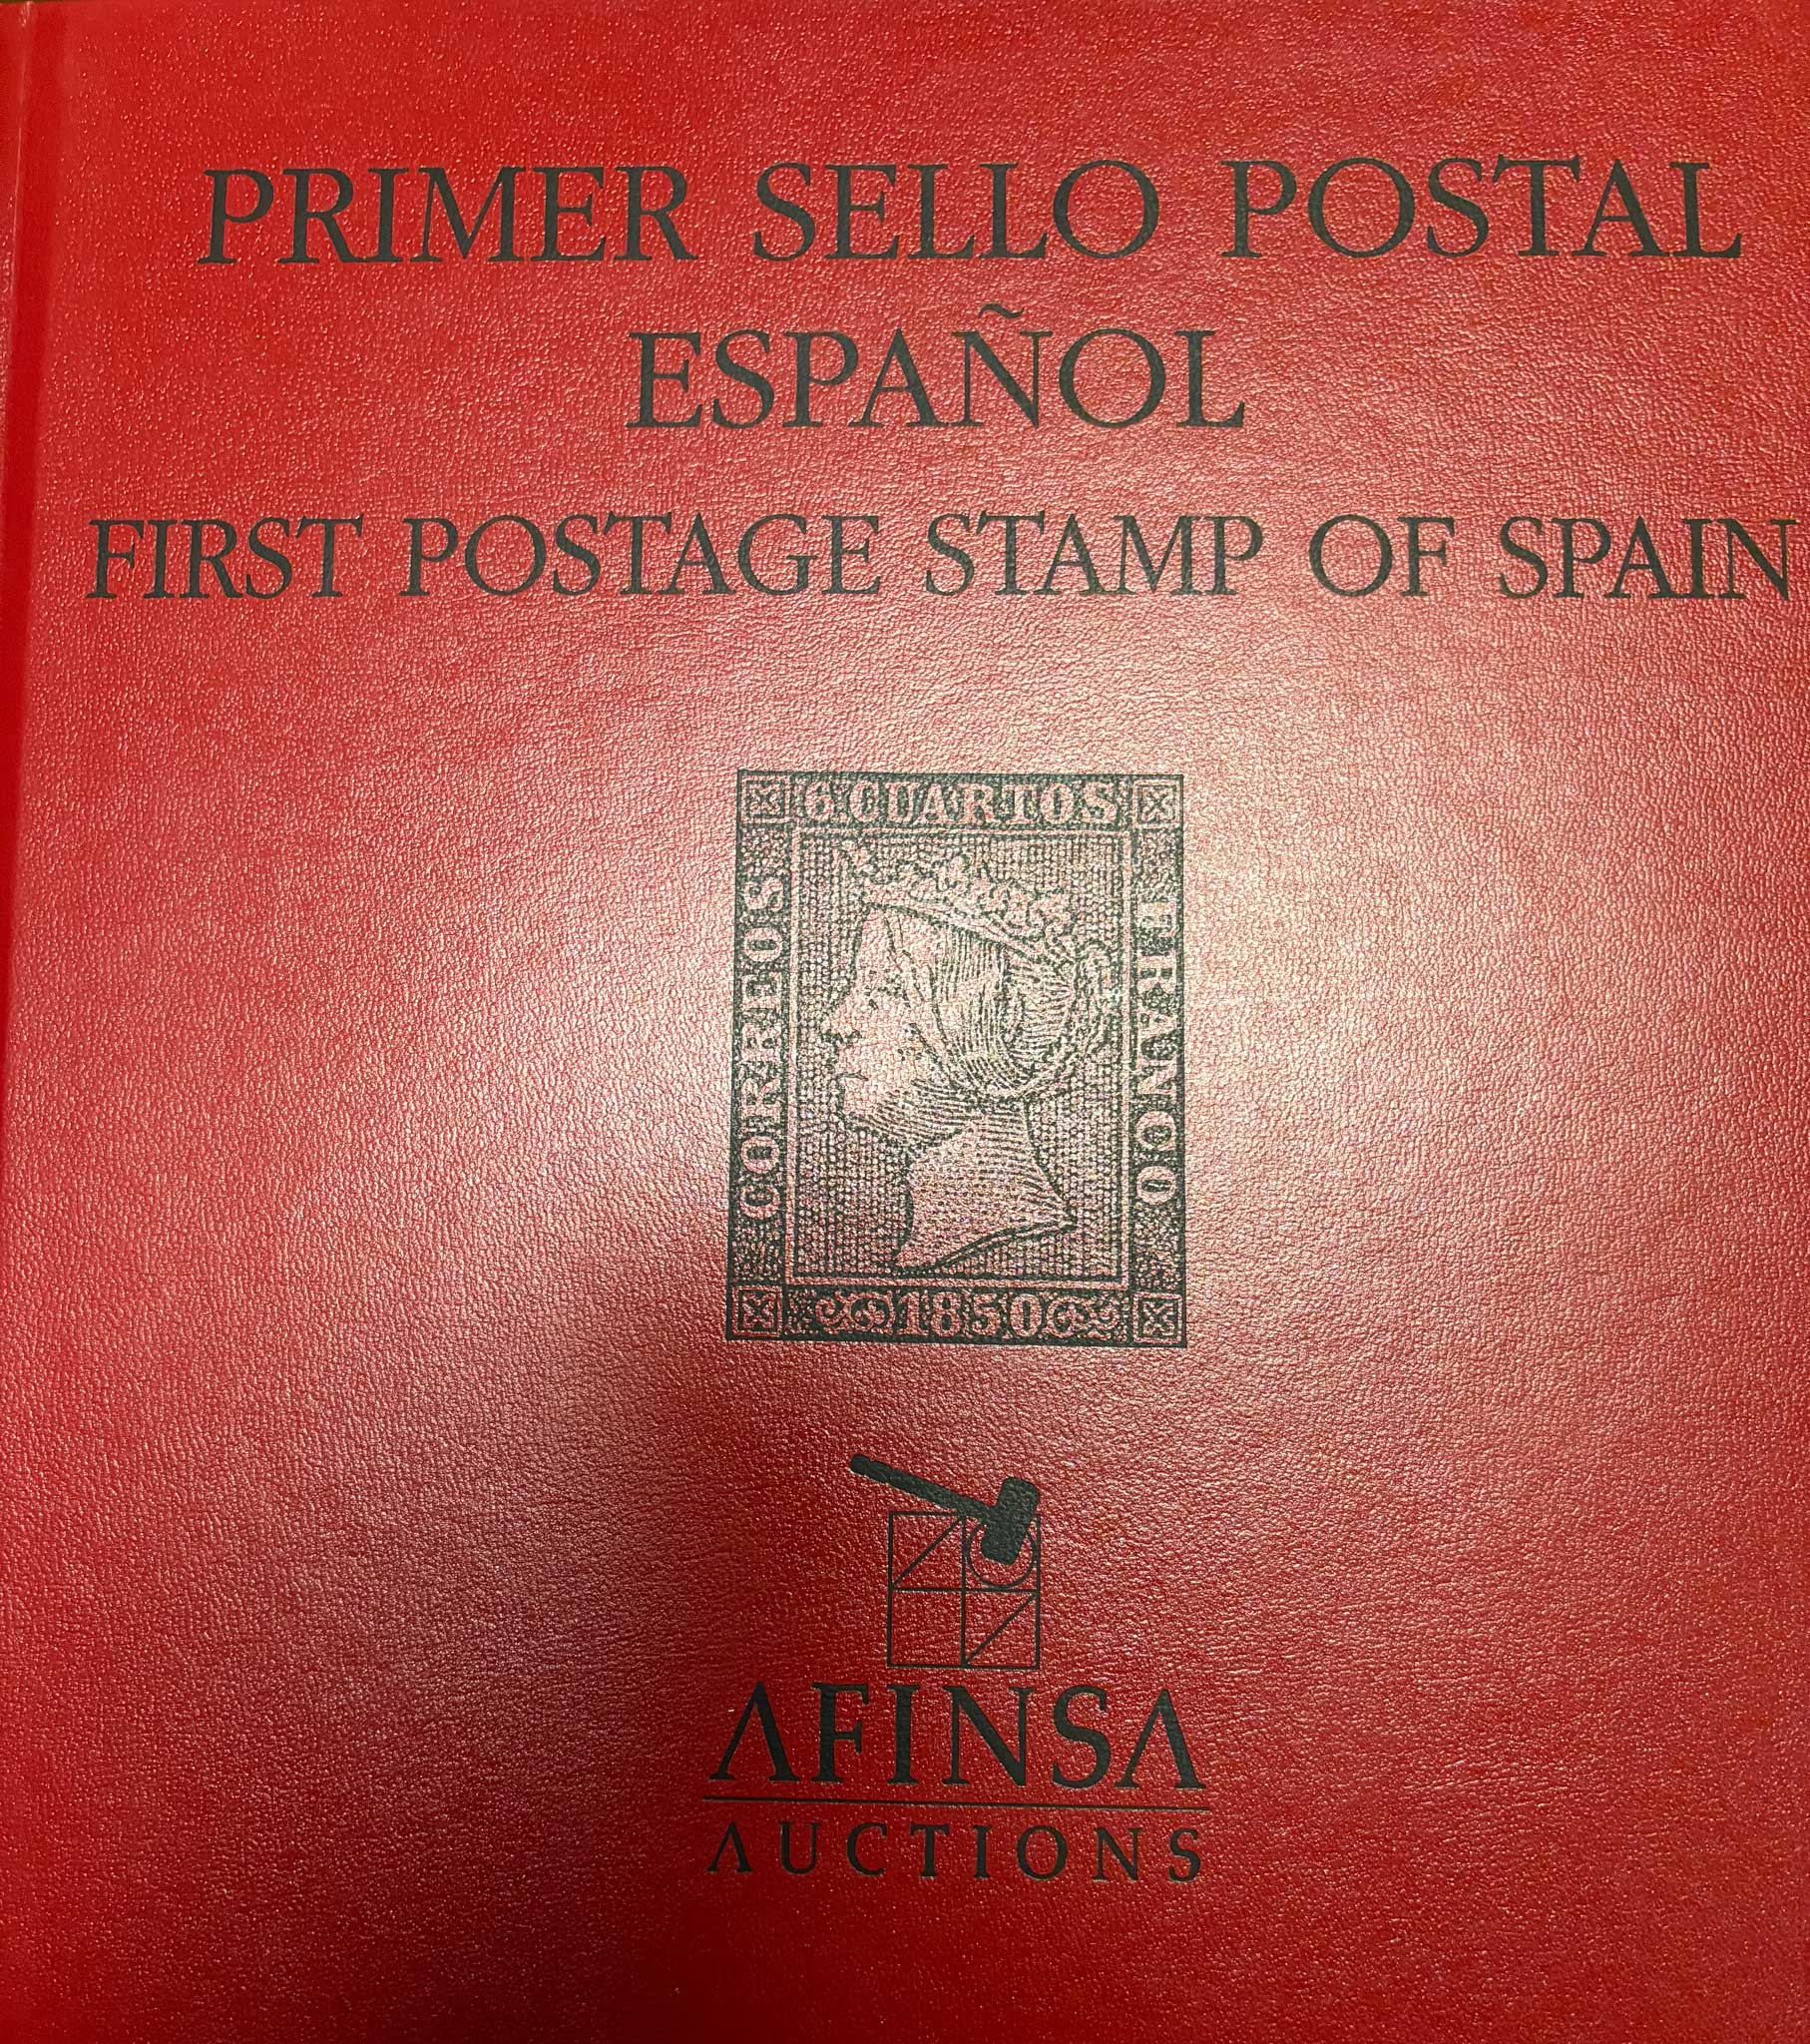 PRIMER SELLO POSTAL
ESPAÑOL
FIRST POSTAGE STAMP OF SPAIN
6 CUARTOS
CORREOS
FRANCO
1850
AFINSA
AUCTIONS